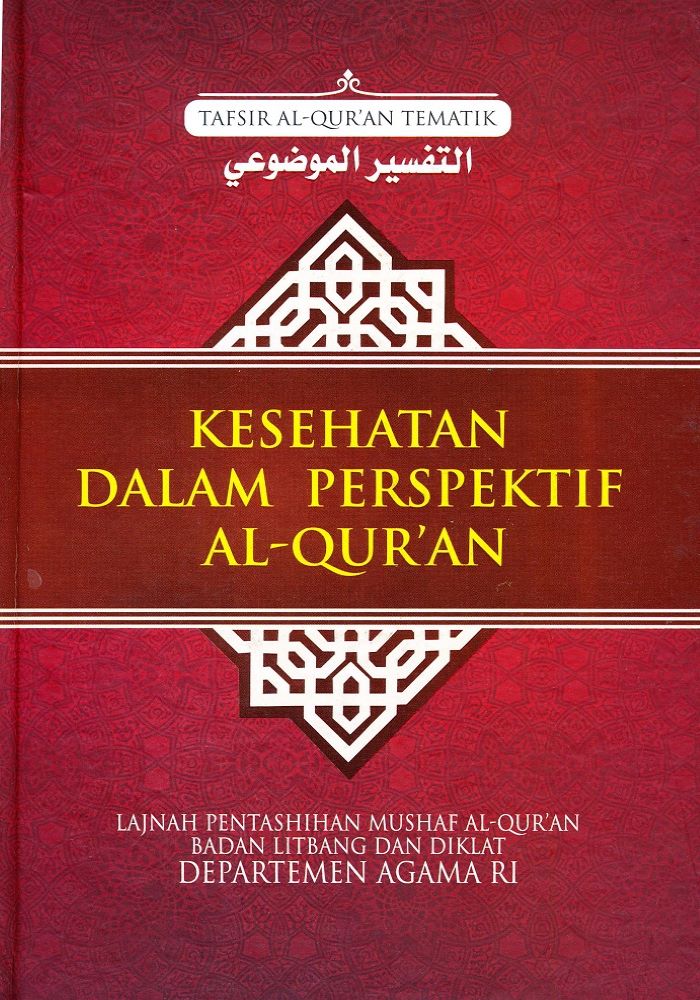 TAFSIR AL-QUR'AN TEMATIK
التفسير الموضوعي
KESEHATAN
DALAM PERSPEKTIF
AL-QUR'AN
LAJNAH PENTASHIHAN MUSHAF AL-QUR'AN
BADAN LITBANG DAN DIKLAT
DEPARTEMEN AGAMA RI